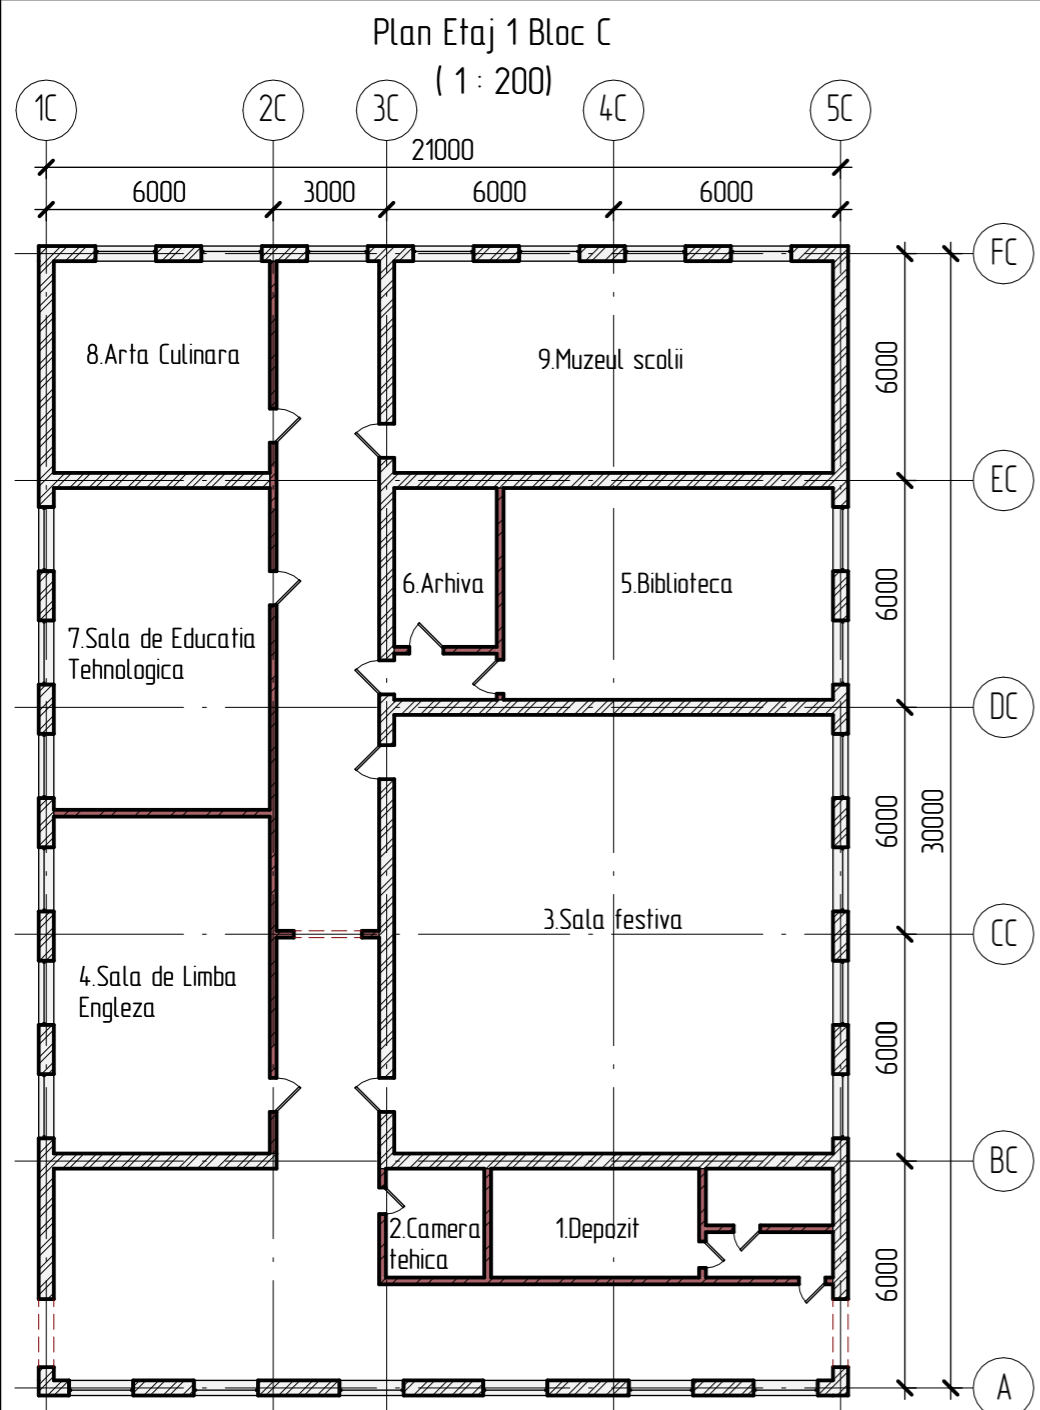 Plan Etaj 1 Bloc C
( 1 : 200)
1C
2C
3C
4C
5C
21000
6000
3000
6000
6000
FC
8.Arta Culinara
9.Muzeul scolii
6000
EC
6.Arhiva
5.Biblioteca
6000
7.Sala de Educatia
Tehnologica
DC
6000
30000
3.Sala festiva
CC
4.Sala de Limba
Engleza
6000
BC
2.Camera
tehica
1.Depozit
6000
A